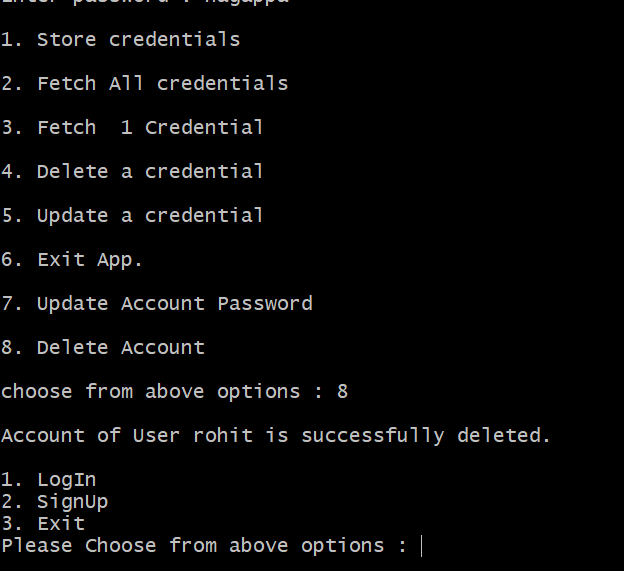 Enter password : nagappa
1. Store credentials
2. Fetch All credentials
3. Fetch  1 Credential
4. Delete a credential
5. Update a credential
6. Exit App.
7. Update Account Password
8. Delete Account
choose from above options : 8
Account of User rohit is successfully deleted.
1. LogIn
2. SignUp
3. Exit
Please Choose from above options :